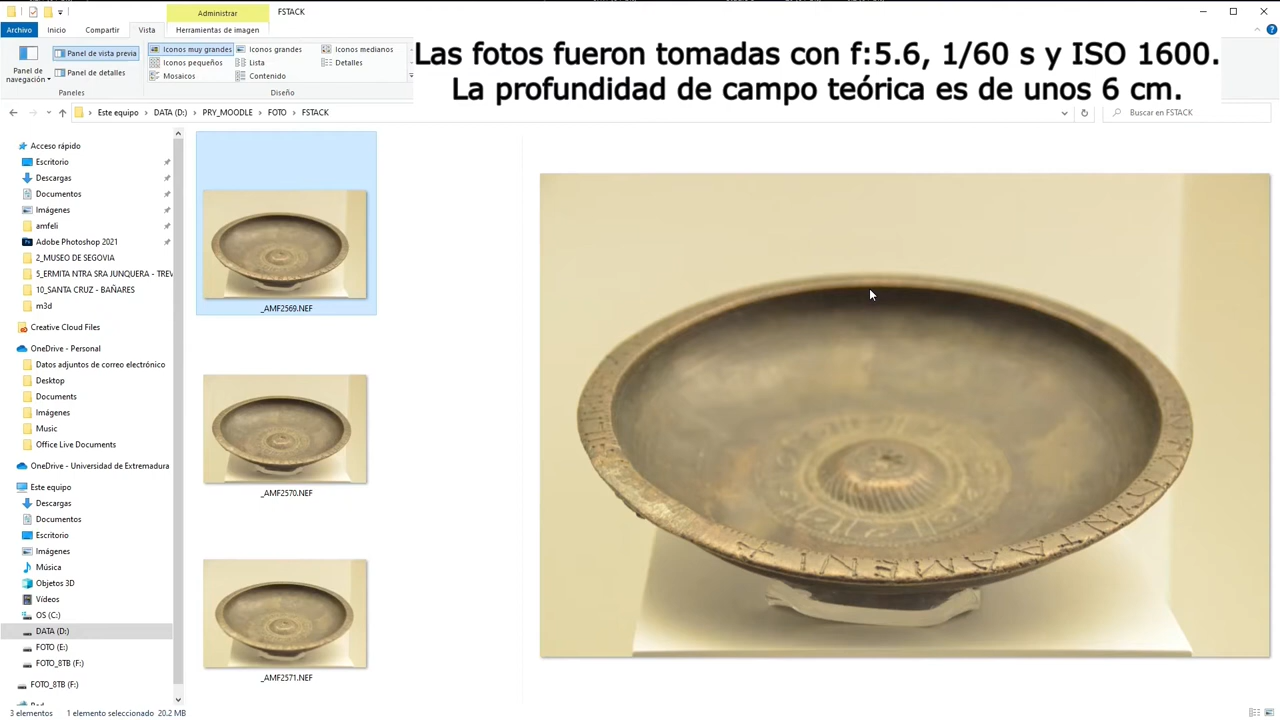 Administrar
FSTACK
Archivo
Inicio
Compartir
Vista
Herramientas de imagen
Panel de navegación
Panel de vista previa
Panel de detalles
Paneles
Iconos muy grandes
Iconos grandes
Iconos medianos
Iconos pequeños
Lista
Detalles
Mosaicos
Contenido
Diseño
Las fotos fueron tomadas con f:5.6, 1/60 s y ISO 1600.
La profundidad de campo teórica es de unos 6 cm.
Este equipo > DATA (D:) > PRY_MOODLE > FOTO > FSTACK
Buscar en FSTACK
Acceso rápido
Escritorio
Descargas
Documentos
Imágenes
amfeli
Adobe Photoshop 2021
2_MUSEO DE SEGOVIA
5_ERMITA NTRA SRA JUNQUERA - TREV
10_SANTA CRUZ - BAÑARES
m3d
Creative Cloud Files
OneDrive - Personal
Datos adjuntos de correo electrónico
Desktop
Documents
Imágenes
Music
Office Live Documents
OneDrive - Universidad de Extremadura
Este equipo
Descargas
Documentos
Escritorio
Imágenes
Música
Objetos 3D
Vídeos
OS (C:)
DATA (D:)
FOTO (E:)
FOTO_8TB (F:)
FOTO_8TB (F:)
_AMF2569.NEF
_AMF2570.NEF
_AMF2571.NEF
3 elementos
1 elemento seleccionado 20.2 MB